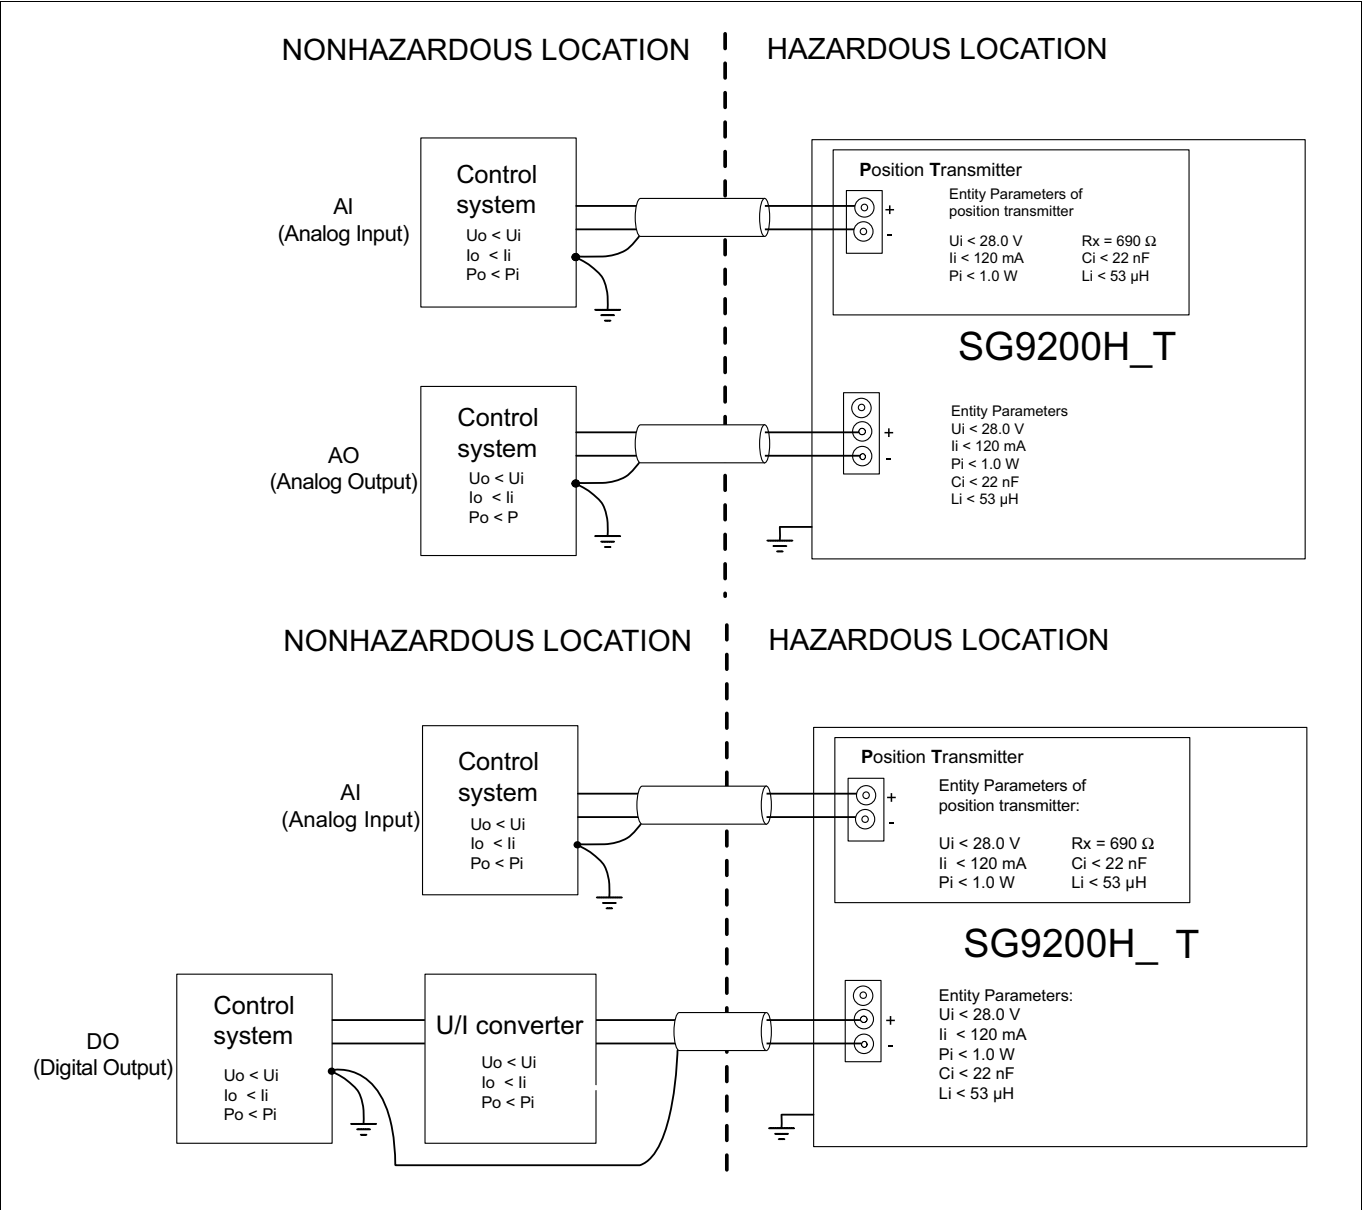 NONHAZARDOUS LOCATION
HAZARDOUS LOCATION
AI
(Analog Input)
Control
system
Uo < Ui
Io < Ii
Po < Pi
Position Transmitter
Entity Parameters of
position transmitter
+
-
Ui < 28.0 V Rx = 690 Ω
Ii < 120 mA Ci < 22 nF
Pi < 1.0 W Li < 53 µH
SG9200H_T
AO
(Analog Output)
Control
system
Uo < Ui
Io < Ii
Po < P
+
-
Entity Parameters
Ui < 28.0 V
Ii < 120 mA
Pi < 1.0 W
Ci < 22 nF
Li < 53 µH
NONHAZARDOUS LOCATION
HAZARDOUS LOCATION
AI
(Analog Input)
Control
system
Uo < Ui
Io < Ii
Po < Pi
Position Transmitter
Entity Parameters of
position transmitter:
+
-
Ui < 28.0 V Rx = 690 Ω
Ii < 120 mA Ci < 22 nF
Pi < 1.0 W Li < 53 µH
SG9200H_ T
DO
(Digital Output)
Control
system
Uo < Ui
Io < Ii
Po < Pi
U/I converter
Uo < Ui
Io < Ii
Po < Pi
+
-
Entity Parameters:
Ui < 28.0 V
Ii < 120 mA
Pi < 1.0 W
Ci < 22 nF
Li < 53 µH